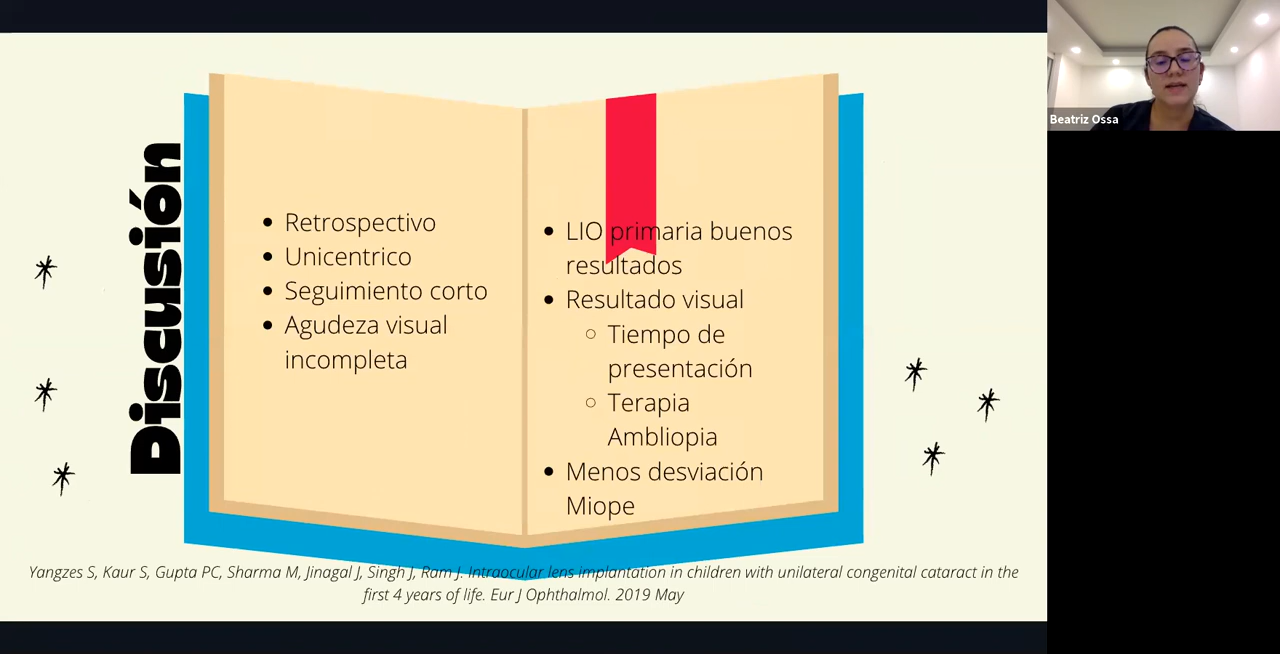 Discusión
Retrospectivo
Unicentrico
Seguimiento corto
Agudeza visual
incompleta
LIO primaria buenos
resultados
Resultado visual
Tiempo de
presentación
Terapia
Ambliopia
Menos desviación
Miope
Yangzes S, Kaur S, Gupta PC, Sharma M, Jinagal J, Singh J, Ram J. Intraocular lens implantation in children with unilateral congenital cataract in the
first 4 years of life. Eur J Ophthalmol. 2019 May
Beatriz Ossa